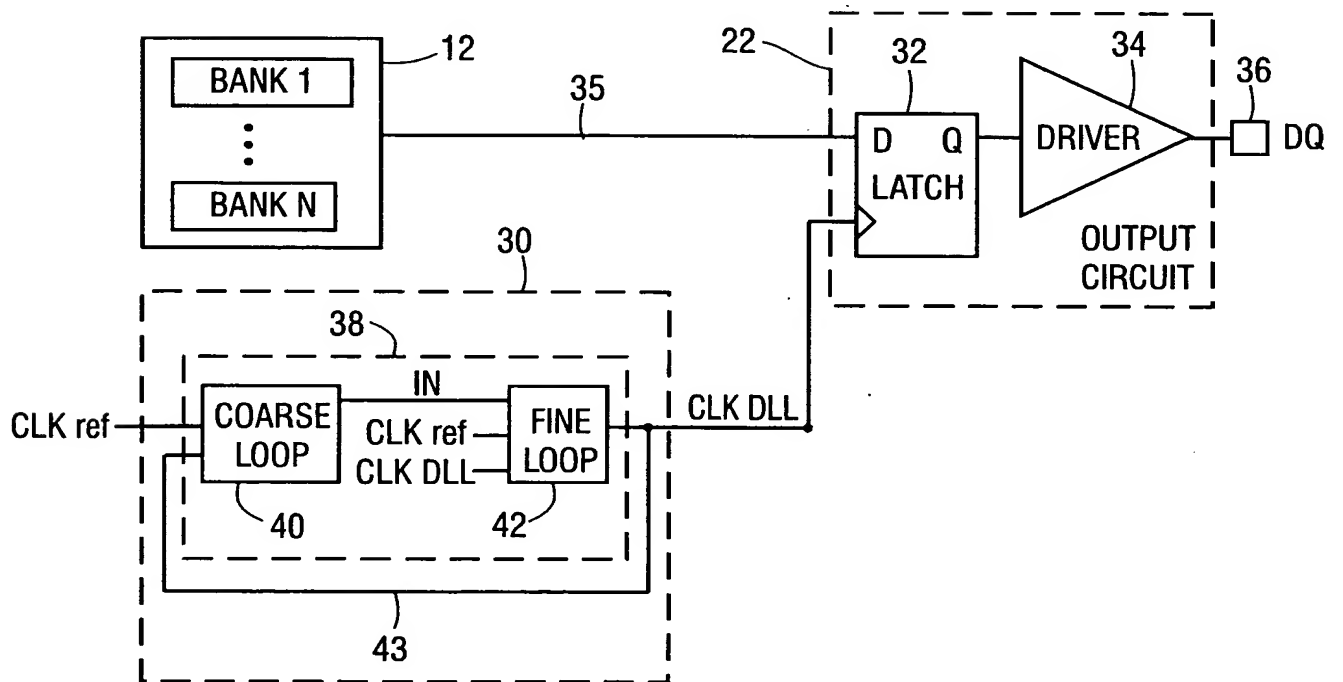 12
BANK 1
BANK N
35
22
32
34
36
D Q
LATCH
DRIVER
DQ
OUTPUT
CIRCUIT
30
38
IN
CLK ref
COARSE
LOOP
CLK ref
CLK DLL
FINE
LOOP
CLK DLL
40
42
43